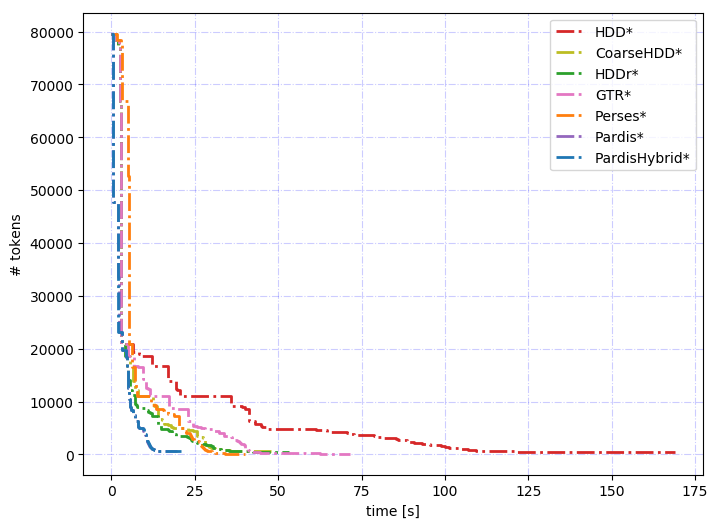 80000
70000
60000
50000
40000
30000
20000
10000
0
# tokens
HDD*
CoarseHDD*
HDDr*
GTR*
Perses*
Pardis*
PardisHybrid*
0 25 50 75 100 125 150 175
time [s]